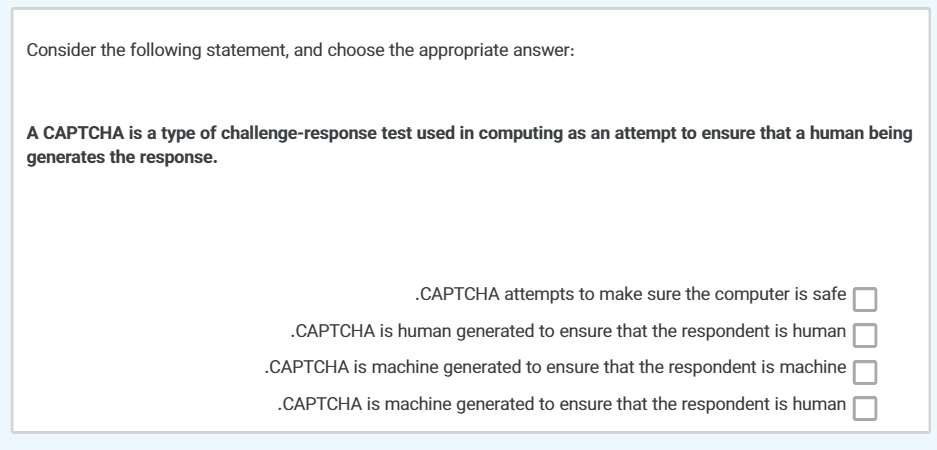 Consider the following statement, and choose the appropriate answer:
A CAPTCHA is a type of challenge-response test used in computing as an attempt to ensure that a human being
generates the response.
.CAPTCHA attempts to make sure the computer is safe
.CAPTCHA is human generated to ensure that the respondent is human
.CAPTCHA is machine generated to ensure that the respondent is machine
.CAPTCHA is machine generated to ensure that the respondent is human